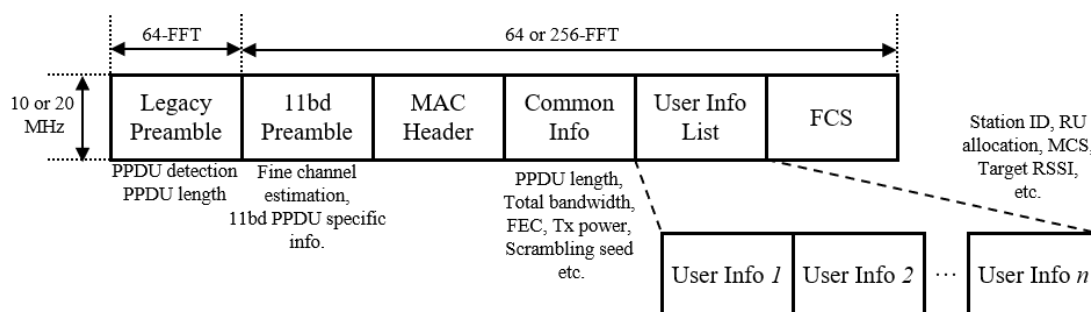 64-FFT
64 or 256-FFT
10 or 20
MHz
Legacy
Preamble
11bd
Preamble
MAC
Header
Common
Info
User Info
List
FCS
PPDU detection
PPDU length
Fine channel
estimation,
11bd PPDU specific
info.
PPDU length,
Total bandwidth,
FEC, Tx power,
Scrambling seed
etc.
Station ID, RU
allocation, MCS,
Target RSSI,
etc.
User Info 1
User Info 2
...
User Info n